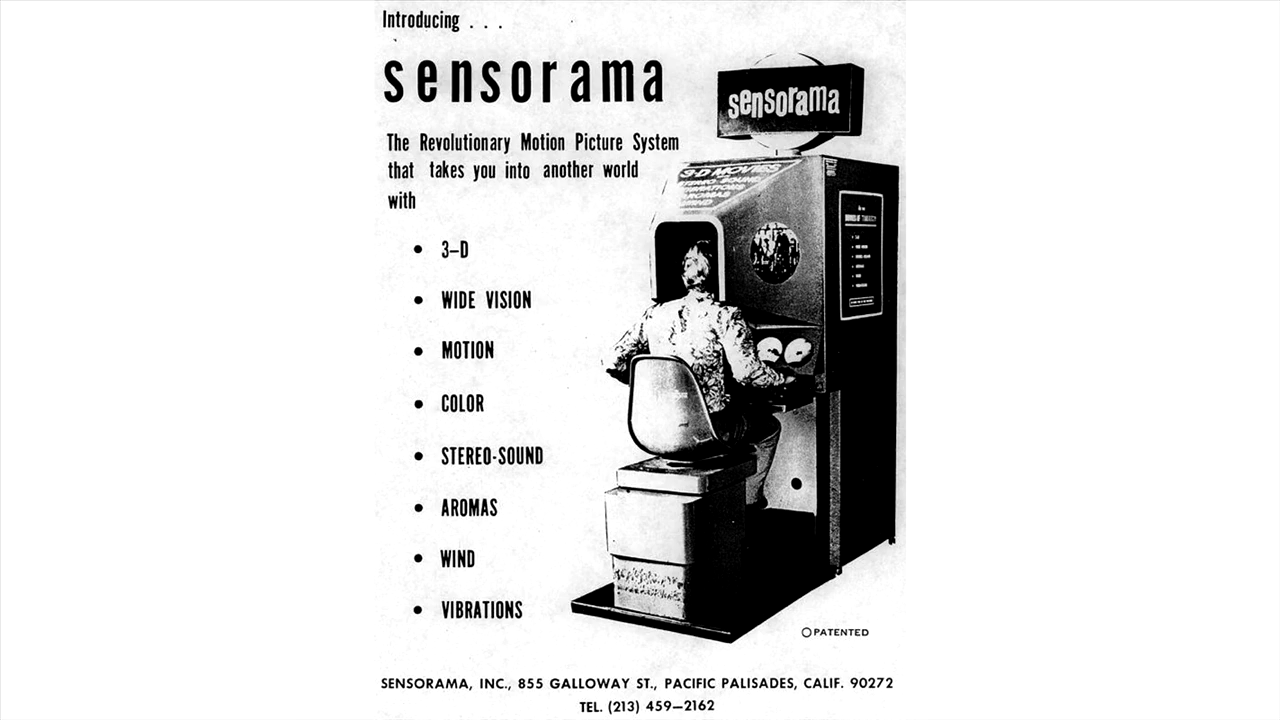 Introducing . . .
sensorama
The Revolutionary Motion Picture System
that takes you into another world
with
• 3–D
• WIDE VISION
• MOTION
• COLOR
• STEREO-SOUND
• AROMAS
• WIND
• VIBRATIONS
sensorama
3-D MOVIES
PATENTED
SENSORAMA, INC., 855 GALLOWAY ST., PACIFIC PALISADES, CALIF. 90272
TEL. (213) 459–2162